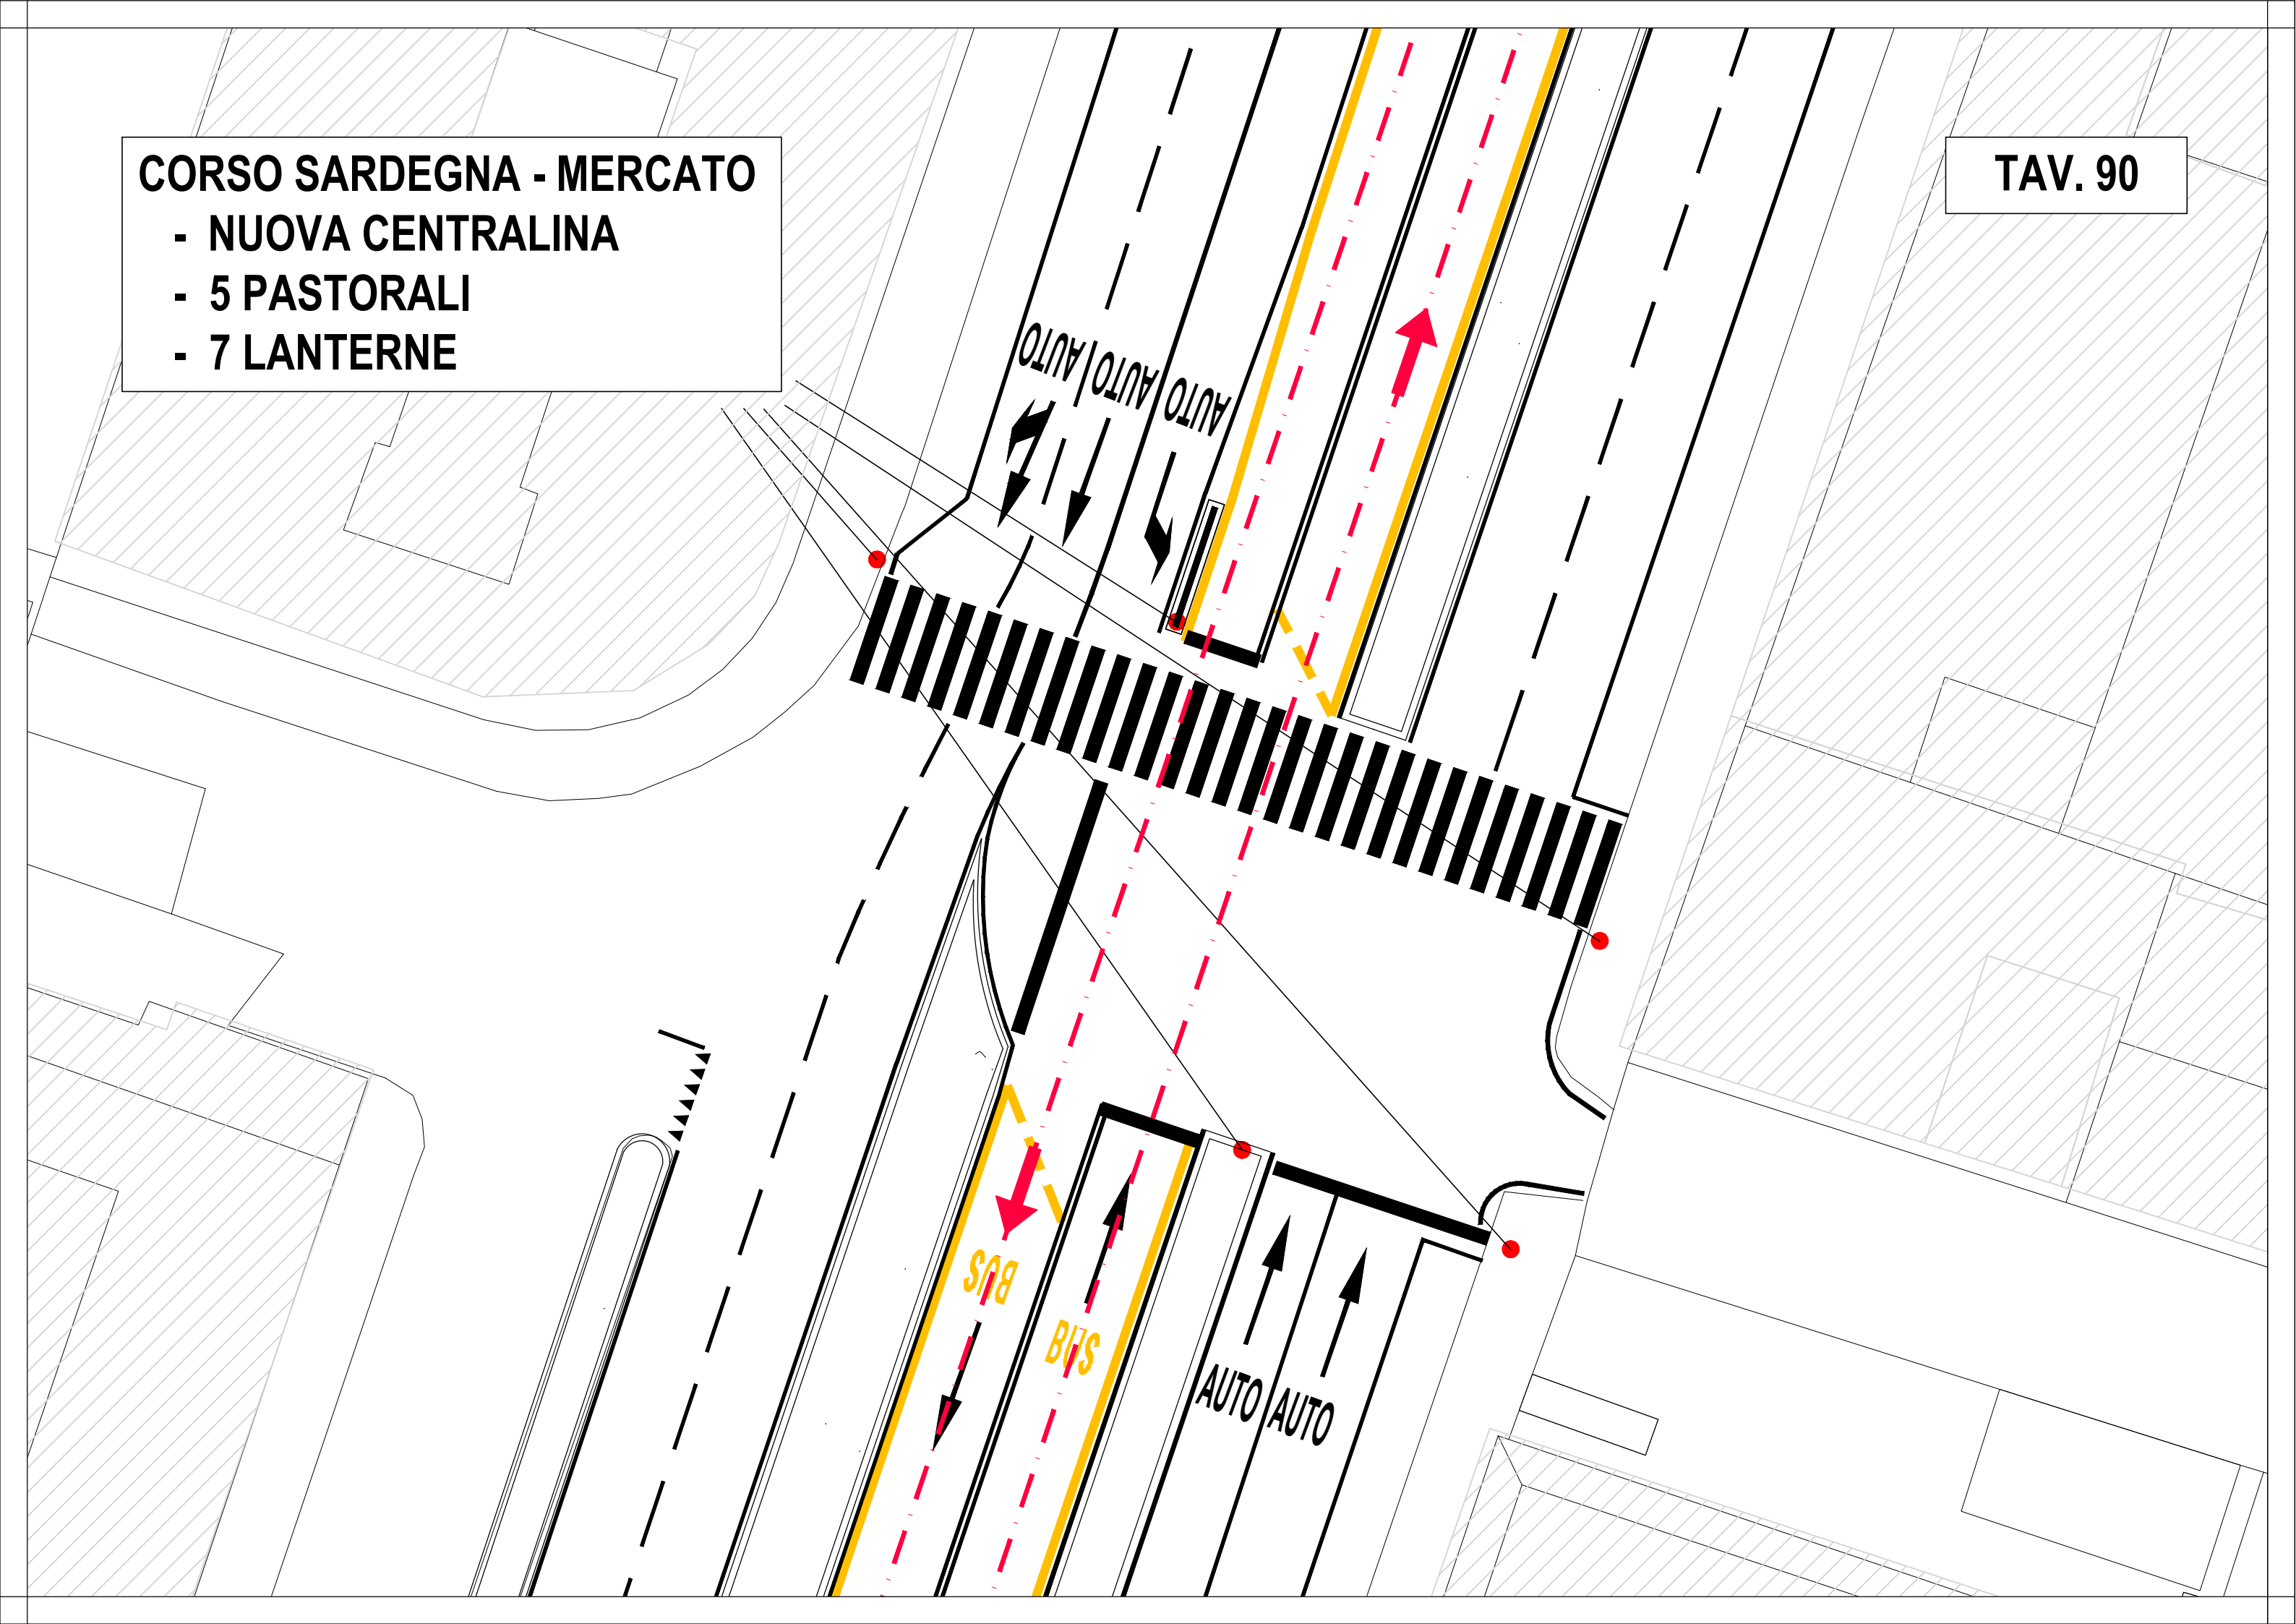 CORSO SARDEGNA - MERCATO
- NUOVA CENTRALINA
- 5 PASTORALI
- 7 LANTERNE
TAV. 90
AUTO
AUTO
AUTO
BUS
BUS
AUTO
AUTO